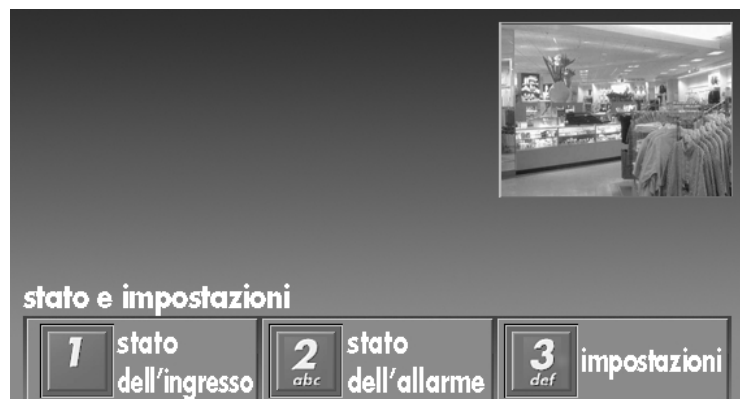 stato e impostazioni
1 stato dell'ingresso
2 abc stato dell'allarme
3 def impostazioni